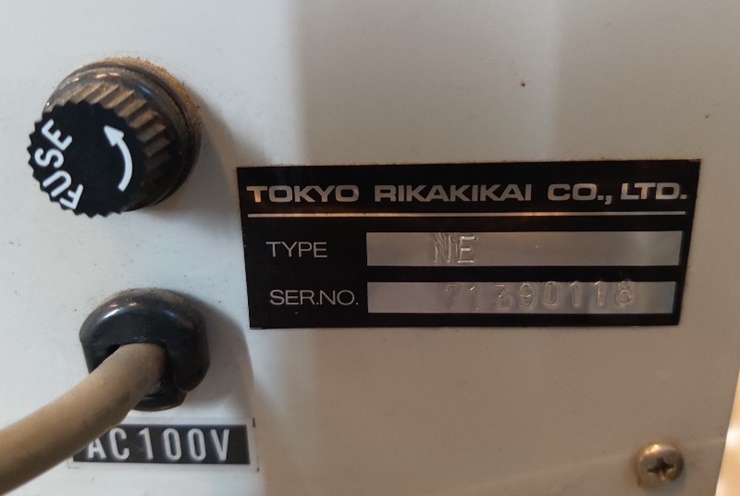 FUSE
TOKYO RIKAKIKAI CO., LTD.
TYPE NE
SER.NO. 71390118
AC100V